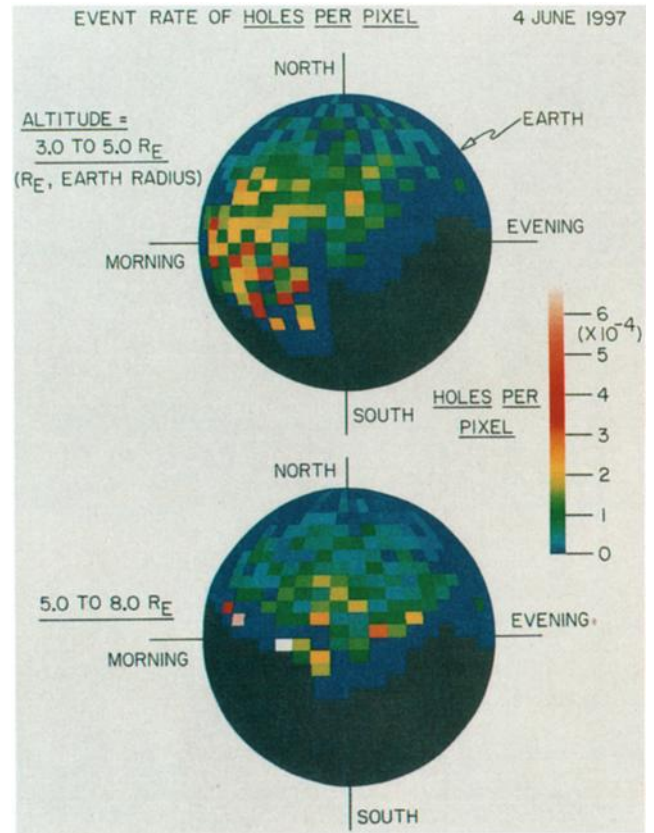 EVENT RATE OF HOLES PER PIXEL 4 JUNE 1997
NORTH
ALTITUDE =
3.0 TO 5.0 RE
(RE, EARTH RADIUS)
EARTH
EVENING
MORNING
SOUTH
6
(X10-4)
5
4
3
2
1
0
HOLES PER
PIXEL
NORTH
5.0 TO 8.0 RE
EVENING
MORNING
SOUTH